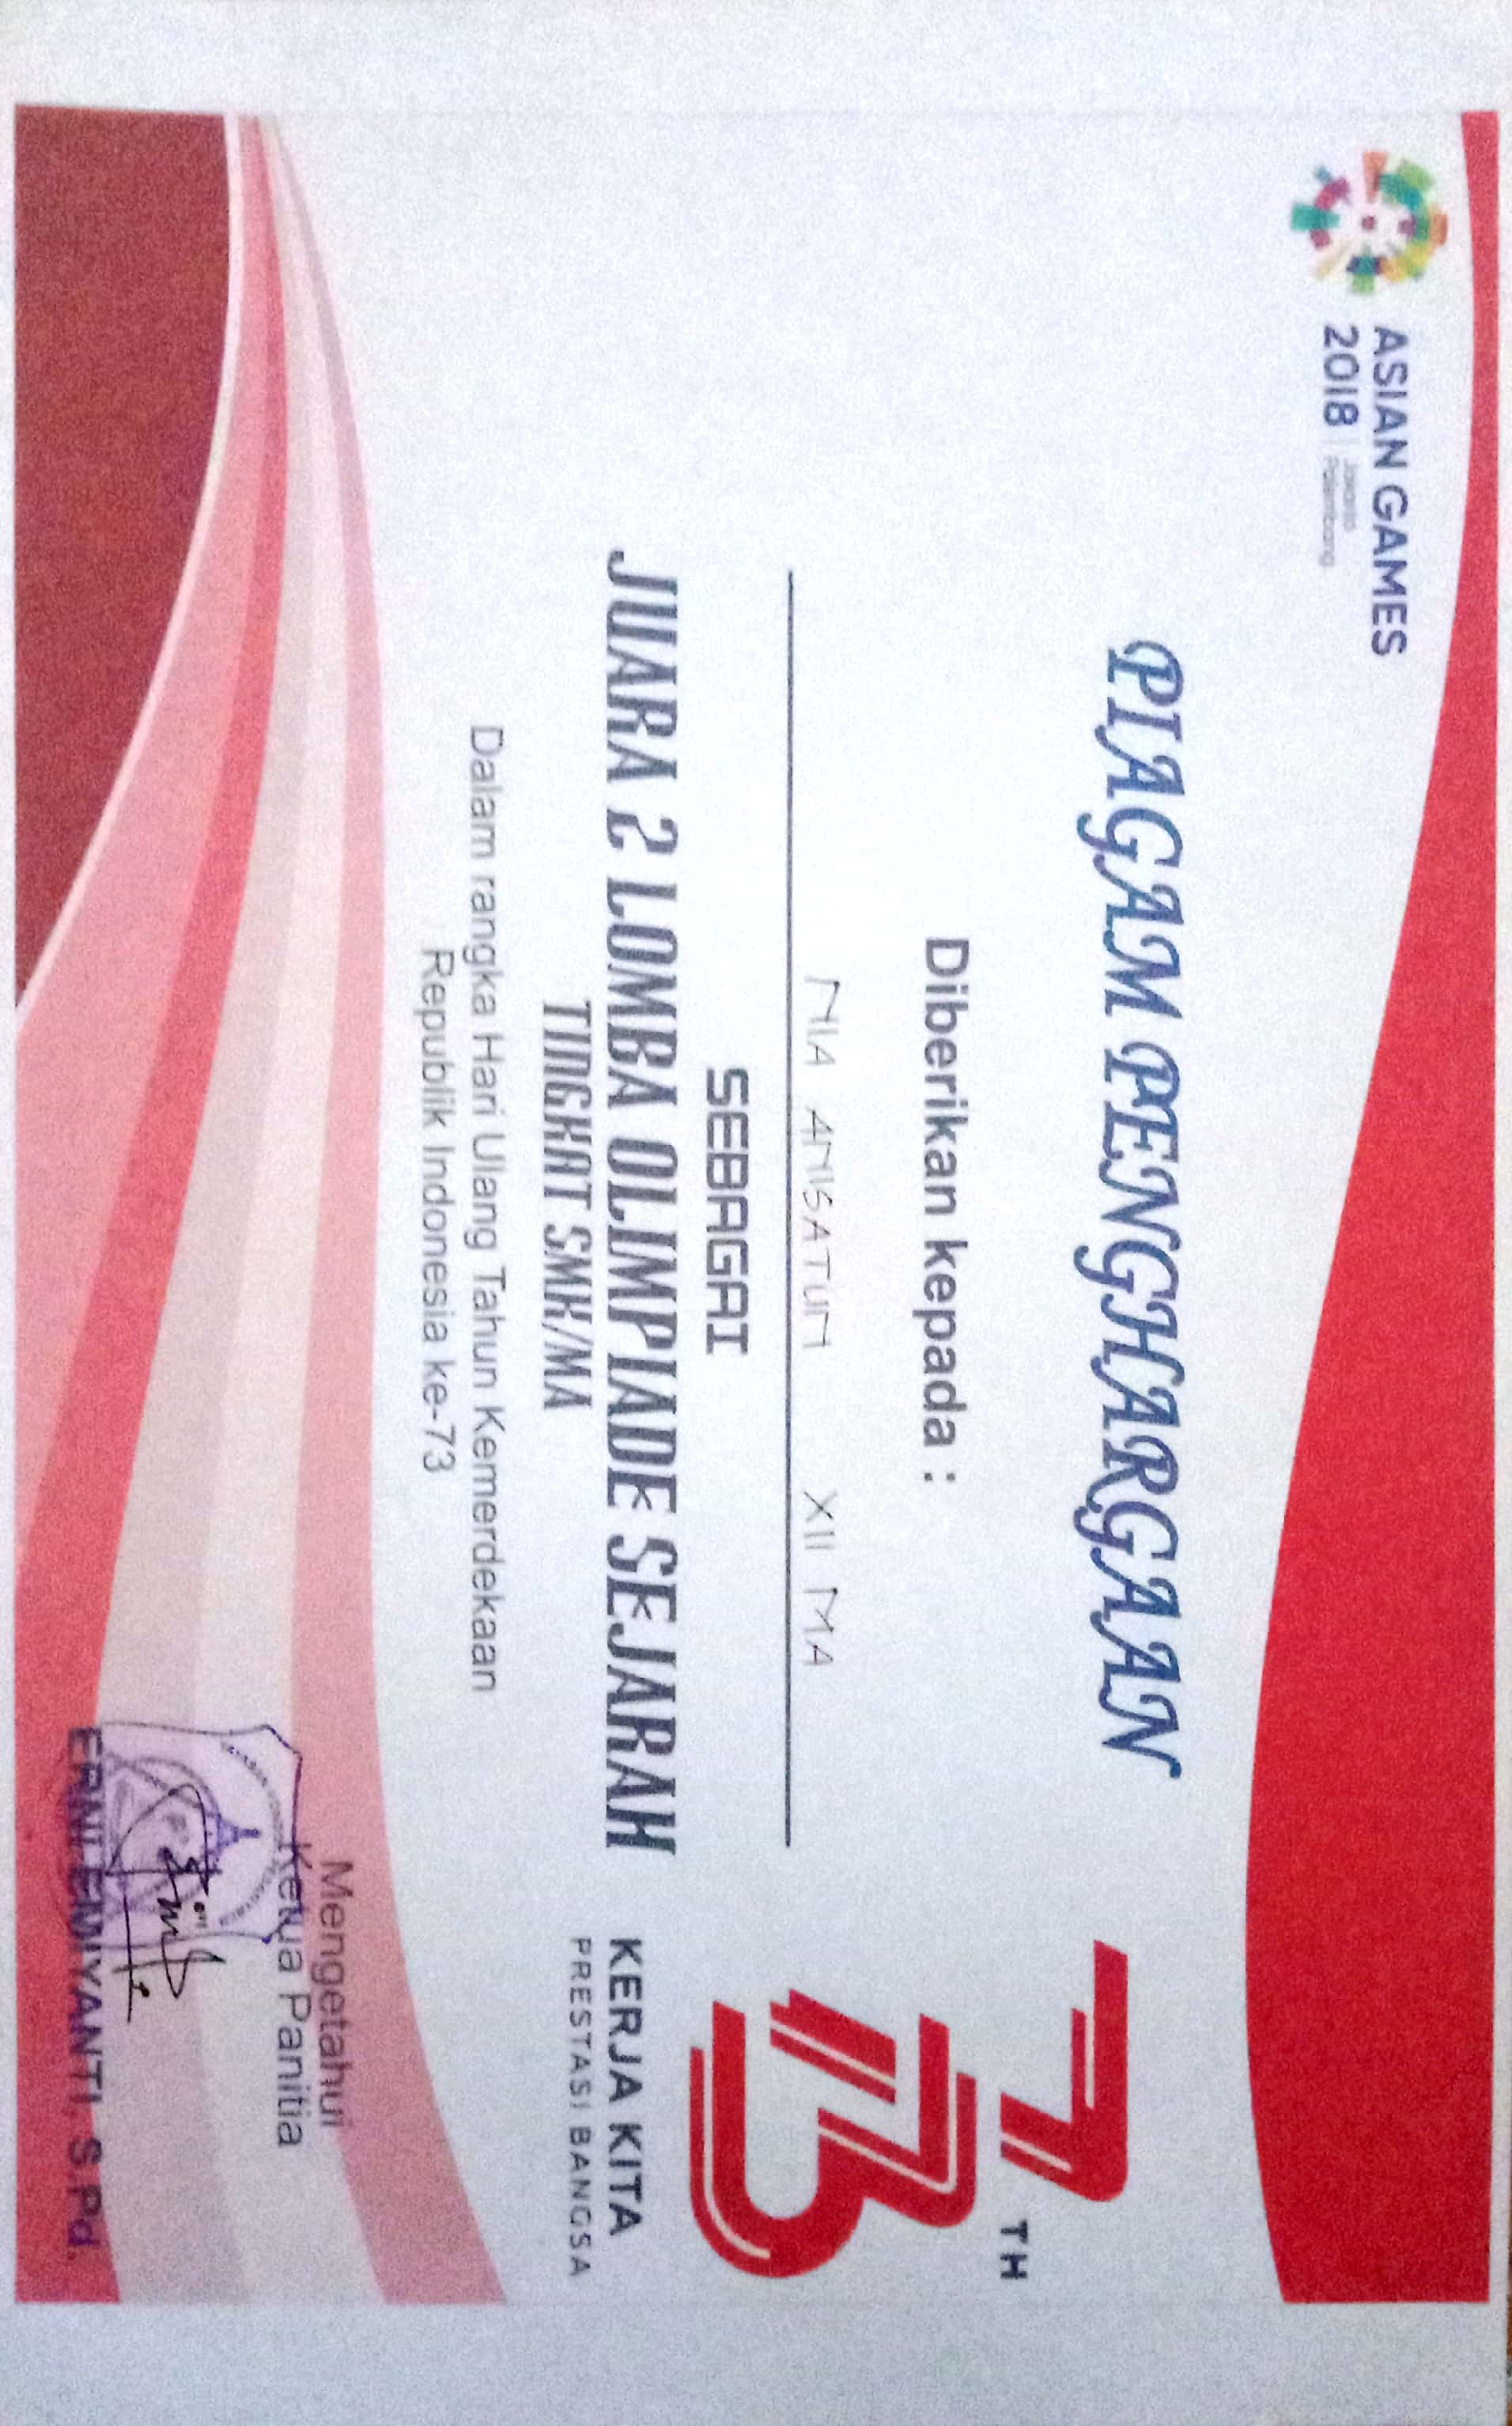 ASIAN GAMES
2018 Jakarta
Palembang
PIAGAM PENGHARGAAN
Diberikan kepada :
NIA ANISATUN XII MA
SEBAGAI
JUARA 2 LOMBA OLIMPIADE SEJARAH
TINGKAT SMK/MA
Dalam rangka Hari Ulang Tahun Kemerdekaan
Republik Indonesia ke-73
73 TH
KERJA KITA
PRESTASI BANGSA
Mengetahui
Ketua Panitia
ERNI EMIYANTI, S.Pd.